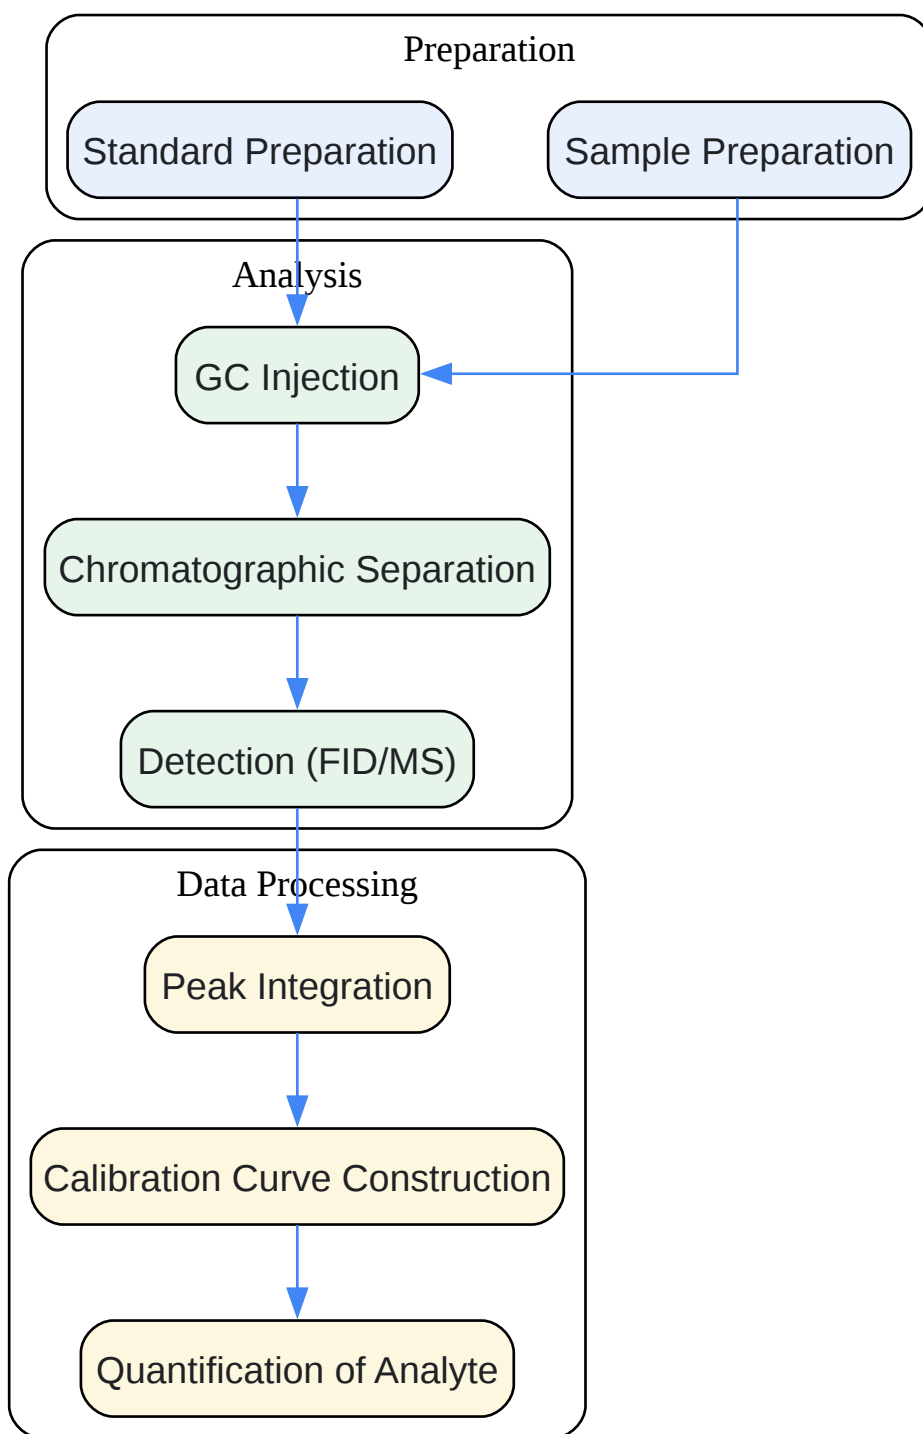 Preparation
Standard Preparation
Sample Preparation
Analysis
GC Injection
Chromatographic Separation
Detection (FID/MS)
Data Processing
Peak Integration
Calibration Curve Construction
Quantification of Analyte